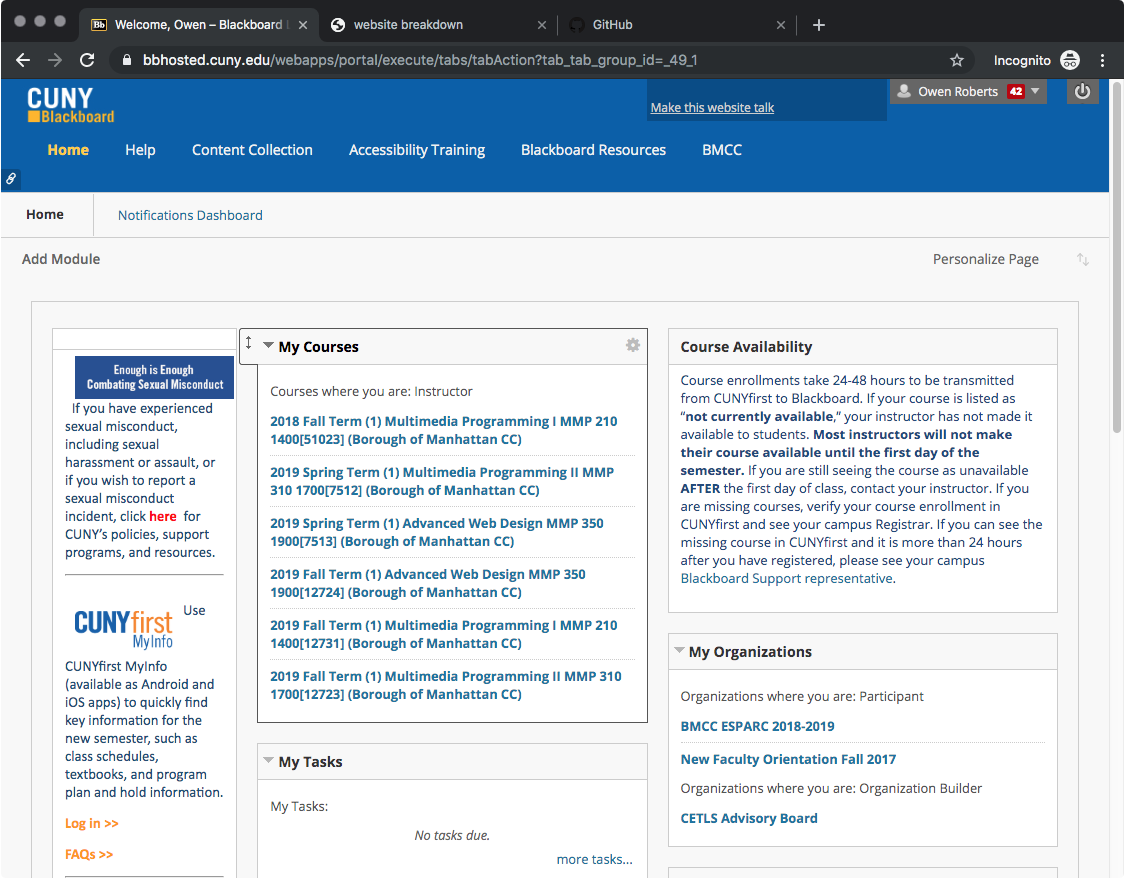 Welcome, Owen – Blackboard L
website breakdown
GitHub
bbhosted.cuny.edu/webapps/portal/execute/tabs/tabAction?tab_tab_group_id=_49_1
Incognito
CUNY
Blackboard
Make this website talk
Owen Roberts 42
Home
Help
Content Collection
Accessibility Training
Blackboard Resources
BMCC
Home
Notifications Dashboard
Add Module
Personalize Page
Enough is Enough
Combating Sexual Misconduct
If you have experienced
sexual misconduct,
including sexual
harassment or assault, or
if you wish to report a
sexual misconduct
incident, click here for
CUNY's policies, support
programs, and resources.
CUNYfirst
MyInfo
Use
CUNYfirst MyInfo
(available as Android and
iOS apps) to quickly find
key information for the
new semester, such as
class schedules,
textbooks, and program
plan and hold information.
Log in >>
FAQs >>
My Courses
Courses where you are: Instructor
2018 Fall Term (1) Multimedia Programming I MMP 210
1400[51023] (Borough of Manhattan CC)
2019 Spring Term (1) Multimedia Programming II MMP
310 1700[7512] (Borough of Manhattan CC)
2019 Spring Term (1) Advanced Web Design MMP 350
1900[7513] (Borough of Manhattan CC)
2019 Fall Term (1) Advanced Web Design MMP 350
1900[12724] (Borough of Manhattan CC)
2019 Fall Term (1) Multimedia Programming I MMP 210
1400[12731] (Borough of Manhattan CC)
2019 Fall Term (1) Multimedia Programming II MMP 310
1700[12723] (Borough of Manhattan CC)
My Tasks
My Tasks:
No tasks due.
more tasks...
Course Availability
Course enrollments take 24-48 hours to be transmitted
from CUNYfirst to Blackboard. If your course is listed as
“not currently available,” your instructor has not made it
available to students. Most instructors will not make
their course available until the first day of the
semester. If you are still seeing the course as unavailable
AFTER the first day of class, contact your instructor. If you
are missing courses, verify your course enrollment in
CUNYfirst and see your campus Registrar. If you can see the
missing course in CUNYfirst and it is more than 24 hours
after you have registered, please see your campus
Blackboard Support representative.
My Organizations
Organizations where you are: Participant
BMCC ESPARC 2018-2019
New Faculty Orientation Fall 2017
Organizations where you are: Organization Builder
CETLS Advisory Board